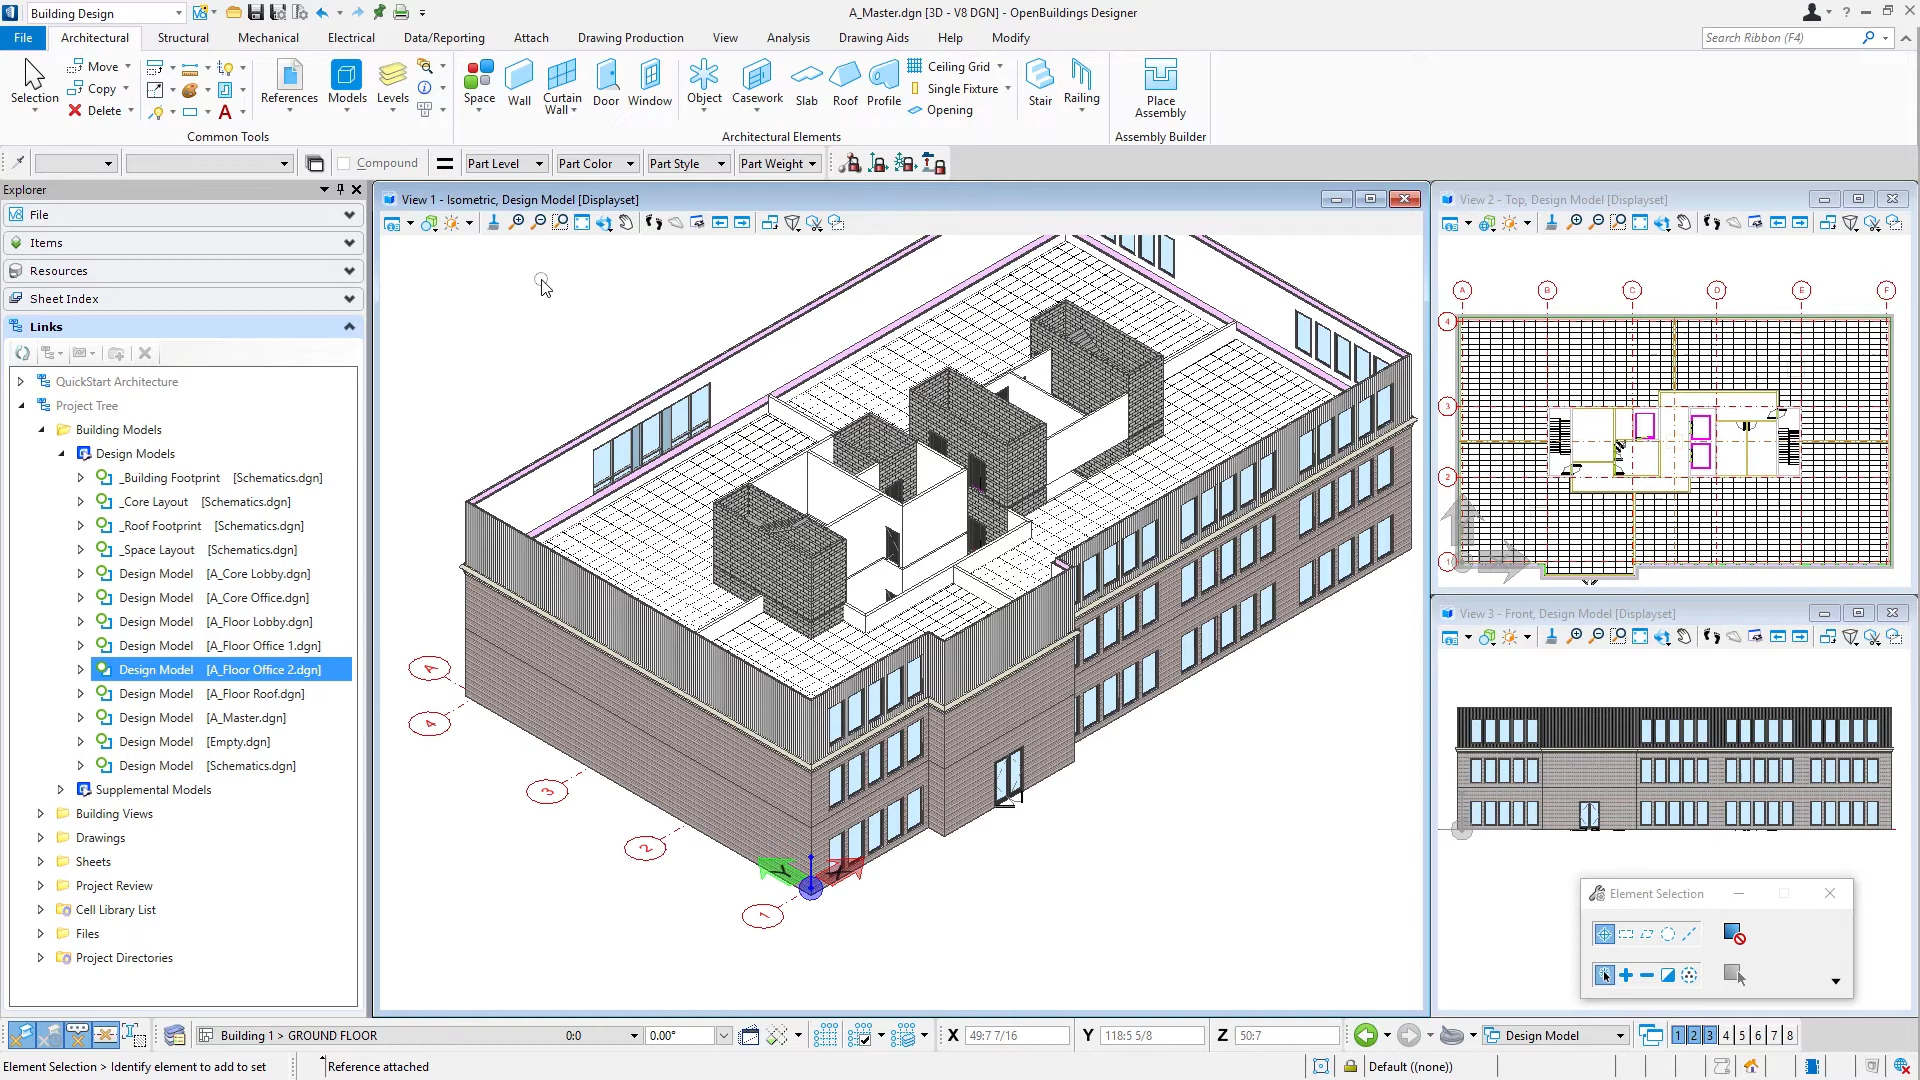 Building Design
A_Master.dgn [3D - V8 DGN] - OpenBuildings Designer
File Architectural Structural Mechanical Electrical Data/Reporting Attach Drawing Production View Analysis Drawing Aids Help Modify
Search Ribbon (F4)
Selection
Move
Copy
Delete
References
Models
Levels
Common Tools
Space
Wall
Curtain
Wall
Door
Window
Object
Casework
Slab
Roof
Profile
Ceiling Grid
Single Fixture
Opening
Architectural Elements
Stair
Railing
Place
Assembly
Assembly Builder
Compound
Part Level
Part Color
Part Style
Part Weight
Explorer
File
Items
Resources
Sheet Index
Links
QuickStart Architecture
Project Tree
Building Models
Design Models
_Building Footprint [Schematics.dgn]
_Core Layout [Schematics.dgn]
_Roof Footprint [Schematics.dgn]
_Space Layout [Schematics.dgn]
Design Model [A_Core Lobby.dgn]
Design Model [A_Core Office.dgn]
Design Model [A_Floor Lobby.dgn]
Design Model [A_Floor Office 1.dgn]
Design Model [A_Floor Office 2.dgn]
Design Model [A_Floor Roof.dgn]
Design Model [A_Master.dgn]
Design Model [Empty.dgn]
Design Model [Schematics.dgn]
Supplemental Models
Building Views
Drawings
Sheets
Project Review
Cell Library List
Files
Project Directories
View 1 - Isometric, Design Model [Displayset]
A
4
3
2
1
Y X
View 2 - Top, Design Model [Displayset]
A B C D E F
4
3
2
1
View 3 - Front, Design Model [Displayset]
Element Selection
Building 1 > GROUND FLOOR 0:0
0.00°
X 49:7 7/16
Y 118:5 5/8
Z 50:7
Design Model
1 2 3 4 5 6 7 8
Element Selection > Identify element to add to set
Reference attached
Default ((none))